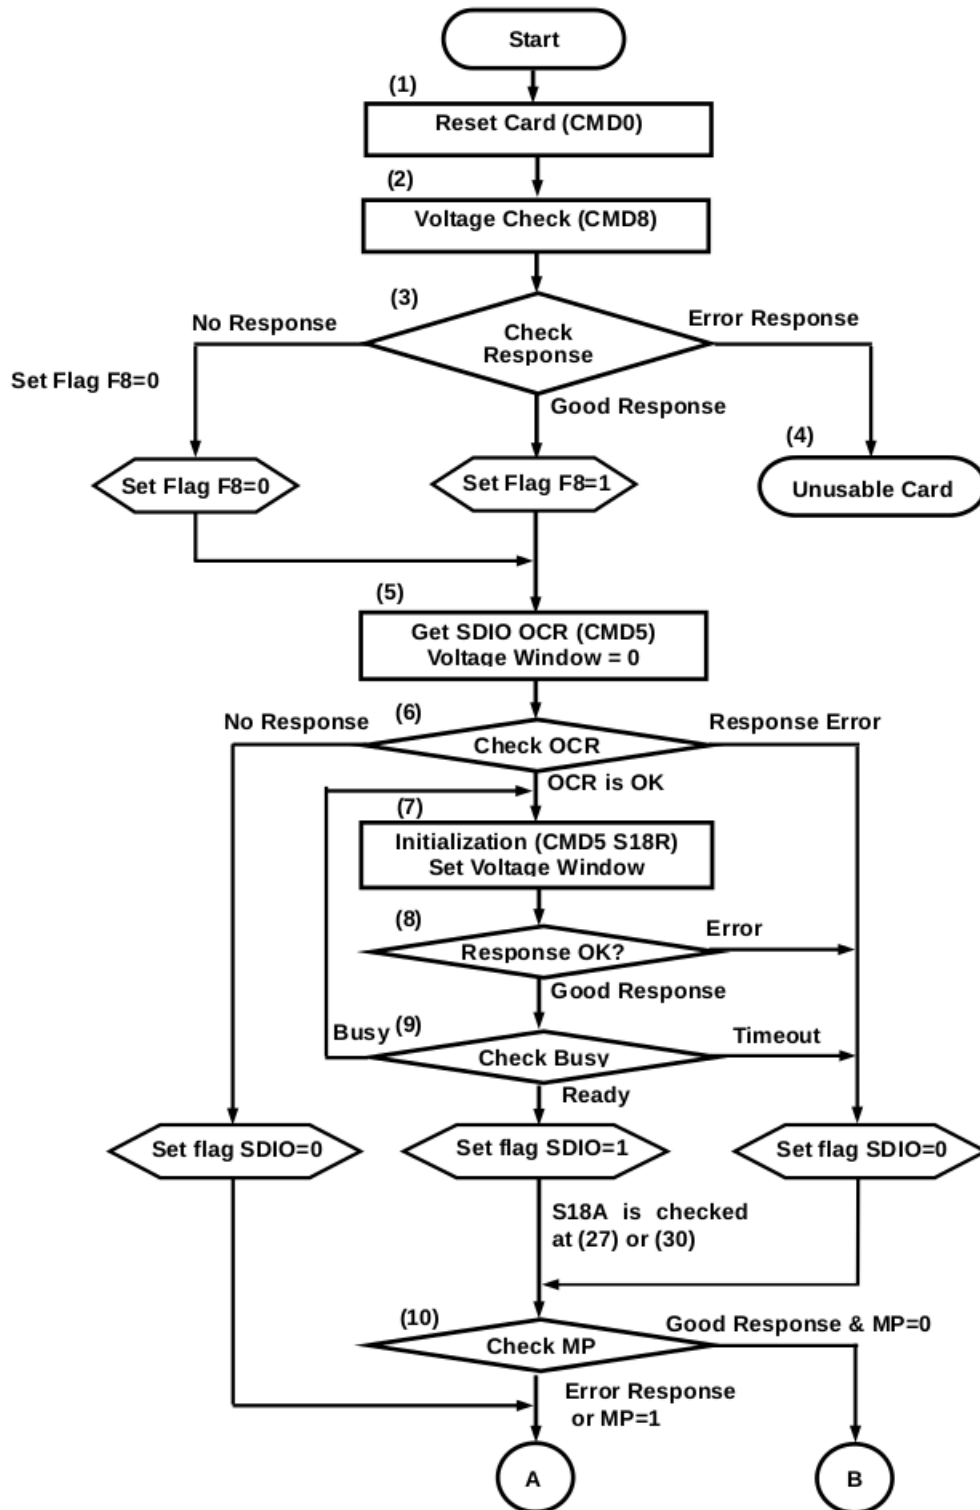 Start
(1)
Reset Card (CMD0)
(2)
Voltage Check (CMD8)
(3)
No Response
Error Response
Check
Response
Set Flag F8=0
Good Response
(4)
Set Flag F8=0
Set Flag F8=1
Unusable Card
(5)
Get SDIO OCR (CMD5)
Voltage Window = 0
(6)
No Response
Response Error
Check OCR
OCR is OK
(7)
Initialization (CMD5 S18R)
Set Voltage Window
(8)
Error
Response OK?
Good Response
Busy
(9)
Timeout
Check Busy
Ready
Set flag SDIO=0
Set flag SDIO=1
Set flag SDIO=0
S18A is checked
at (27) or (30)
(10)
Good Response & MP=0
Check MP
Error Response
or MP=1
A
B